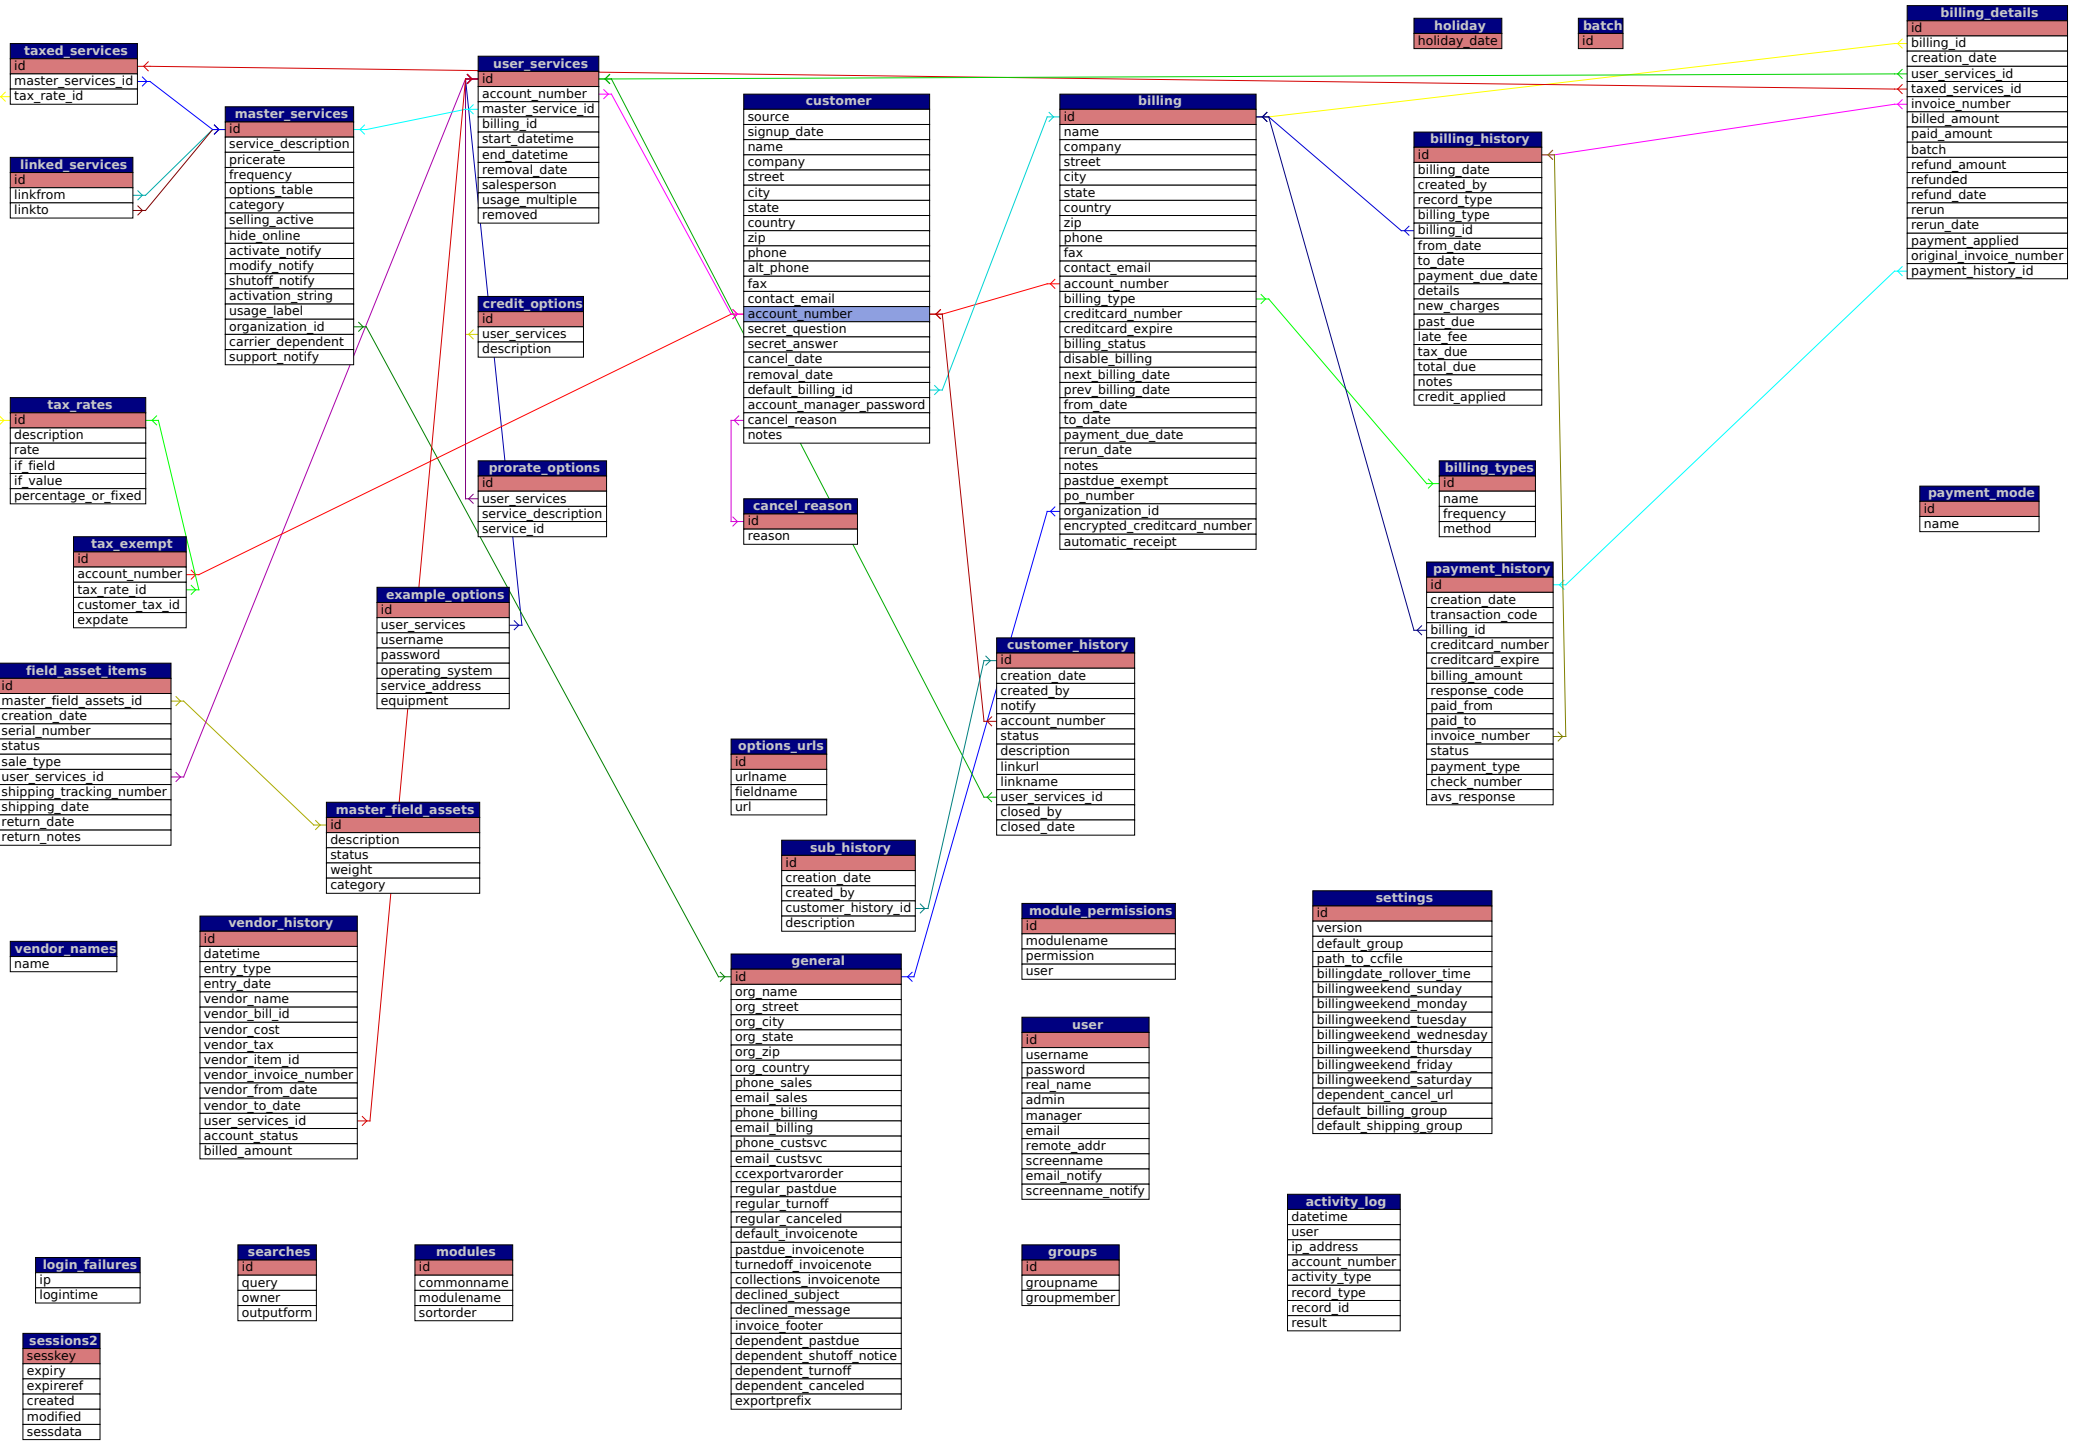 taxed_services
id
master_services_id
tax_rate_id
linked_services
id
linkfrom
linkto
master_services
id
service_description
pricerate
frequency
options_table
category
selling_active
hide_online
activate_notify
modify_notify
shutoff_notify
activation_string
usage_label
organization_id
carrier_dependent
support_notify
user_services
id
account_number
master_service_id
billing_id
start_datetime
end_datetime
removal_date
salesperson
usage_multiple
removed
credit_options
id
user_services
description
prorate_options
id
user_services
service_description
service_id
example_options
id
user_services
username
password
operating_system
service_address
equipment
customer
source
signup_date
name
company
street
city
state
country
zip
phone
alt_phone
fax
contact_email
account_number
secret_question
secret_answer
cancel_date
removal_date
default_billing_id
account_manager_password
cancel_reason
notes
cancel_reason
id
reason
billing
id
name
company
street
city
state
country
zip
phone
fax
contact_email
account_number
billing_type
creditcard_number
creditcard_expire
billing_status
disable_billing
next_billing_date
prev_billing_date
from_date
to_date
payment_due_date
rerun_date
notes
pastdue_exempt
po_number
organization_id
encrypted_creditcard_number
automatic_receipt
holiday
holiday_date
batch
id
billing_history
id
billing_date
created_by
record_type
billing_type
billing_id
from_date
to_date
payment_due_date
details
new_charges
past_due
late_fee
tax_due
total_due
notes
credit_applied
billing_details
id
billing_id
creation_date
user_services_id
taxed_services_id
invoice_number
billed_amount
paid_amount
batch
refund_amount
refunded
refund_date
rerun
rerun_date
payment_applied
original_invoice_number
payment_history_id
billing_types
id
name
frequency
method
payment_mode
id
name
payment_history
id
creation_date
transaction_code
billing_id
creditcard_number
creditcard_expire
billing_amount
response_code
paid_from
paid_to
invoice_number
status
payment_type
check_number
avs_response
tax_rates
id
description
rate
if_field
if_value
percentage_or_fixed
tax_exempt
id
account_number
tax_rate_id
customer_tax_id
expdate
field_asset_items
id
master_field_assets_id
creation_date
serial_number
status
sale_type
user_services_id
shipping_tracking_number
shipping_date
return_date
return_notes
master_field_assets
id
description
status
weight
category
vendor_names
name
vendor_history
id
datetime
entry_type
entry_date
vendor_name
vendor_bill_id
vendor_cost
vendor_tax
vendor_item_id
vendor_invoice_number
vendor_from_date
vendor_to_date
user_services_id
account_status
billed_amount
options_urls
id
urlname
fieldname
url
customer_history
id
creation_date
created_by
notify
account_number
status
description
linkurl
linkname
user_services_id
closed_by
closed_date
sub_history
id
creation_date
created_by
customer_history_id
description
general
id
org_name
org_street
org_city
org_state
org_zip
org_country
phone_sales
email_sales
phone_billing
email_billing
phone_custsvc
email_custsvc
ccexportvarorder
regular_pastdue
regular_turnoff
regular_canceled
default_invoicenote
pastdue_invoicenote
turnedoff_invoicenote
collections_invoicenote
declined_subject
declined_message
invoice_footer
dependent_pastdue
dependent_shutoff_notice
dependent_turnoff
dependent_canceled
exportprefix
module_permissions
id
modulename
permission
user
user
id
username
password
real_name
admin
manager
email
remote_addr
screenname
email_notify
screenname_notify
groups
id
groupname
groupmember
settings
id
version
default_group
path_to_ccfile
billingdate_rollover_time
billingweekend_sunday
billingweekend_monday
billingweekend_tuesday
billingweekend_wednesday
billingweekend_thursday
billingweekend_friday
billingweekend_saturday
dependent_cancel_url
default_billing_group
default_shipping_group
activity_log
datetime
user
ip_address
account_number
activity_type
record_type
record_id
result
login_failures
ip
logintime
searches
id
query
owner
outputform
modules
id
commonname
modulename
sortorder
sessions2
sesskey
expiry
expireref
created
modified
sessdata